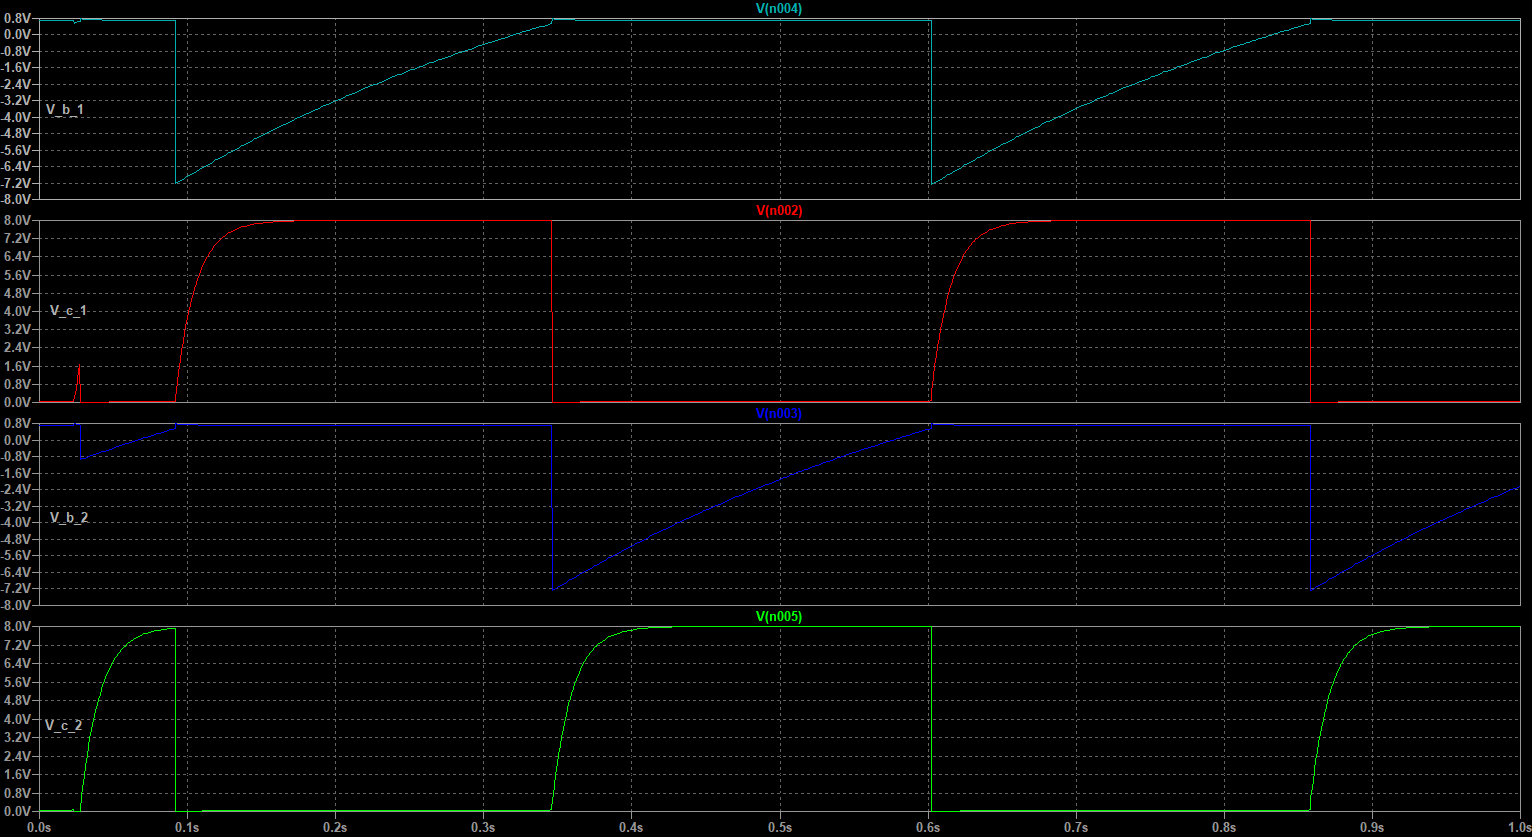 V(n004)
0.8V
0.0V
-0.8V
-1.6V
-2.4V
-3.2V
-4.0V
-4.8V
-5.6V
-6.4V
-7.2V
-8.0V
V_b_1
V(n002)
8.0V
7.2V
6.4V
5.6V
4.8V
4.0V
3.2V
2.4V
1.6V
0.8V
0.0V
V_c_1
V(n003)
0.8V
0.0V
-0.8V
-1.6V
-2.4V
-3.2V
-4.0V
-4.8V
-5.6V
-6.4V
-7.2V
-8.0V
V_b_2
V(n005)
8.0V
7.2V
6.4V
5.6V
4.8V
4.0V
3.2V
2.4V
1.6V
0.8V
0.0V
V_c_2
0.0s 0.1s 0.2s 0.3s 0.4s 0.5s 0.6s 0.7s 0.8s 0.9s 1.0s